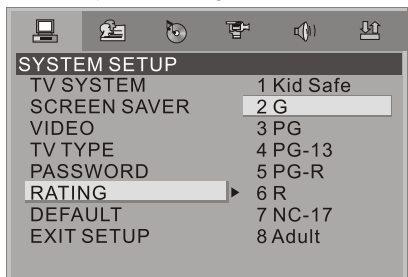 SYSTEM SETUP
TV SYSTEM
SCREEN SAVER
VIDEO
TV TYPE
PASSWORD
RATING
DEFAULT
EXIT SETUP
1 Kid Safe
2 G
3 PG
4 PG-13
5 PG-R
6 R
7 NC-17
8 Adult